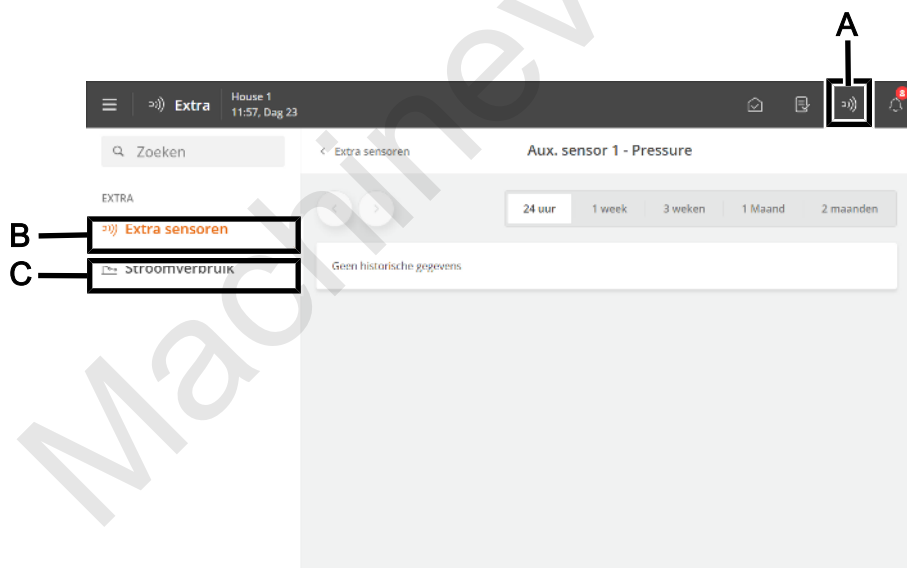 A
Extra
House 1
11:57, Dag 23
8
Zoeken
Extra sensoren
Aux. sensor 1 - Pressure
EXTRA
24 uur
1 week
3 weken
1 Maand
2 maanden
B
Extra sensoren
C
Stroomverbruik
Geen historische gegevens
Machinev